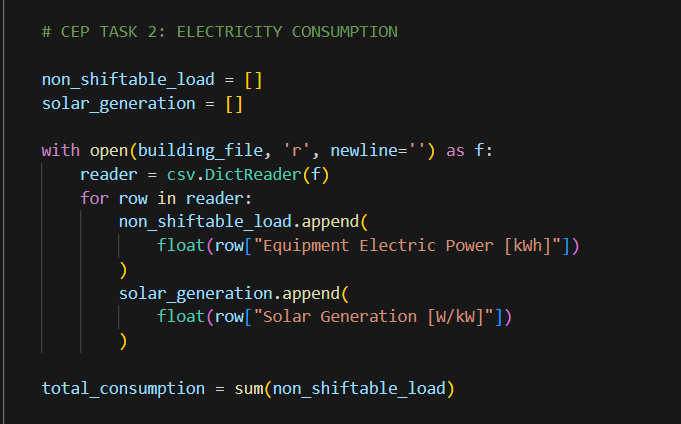 # CEP TASK 2: ELECTRICITY CONSUMPTION
non_shiftable_load = []
solar_generation = []
with open(building_file, 'r', newline='') as f:
    reader = csv.DictReader(f)
    for row in reader:
        non_shiftable_load.append(
            float(row["Equipment Electric Power [kWh]"])
        )
        solar_generation.append(
            float(row["Solar Generation [W/kW]"])
        )
total_consumption = sum(non_shiftable_load)